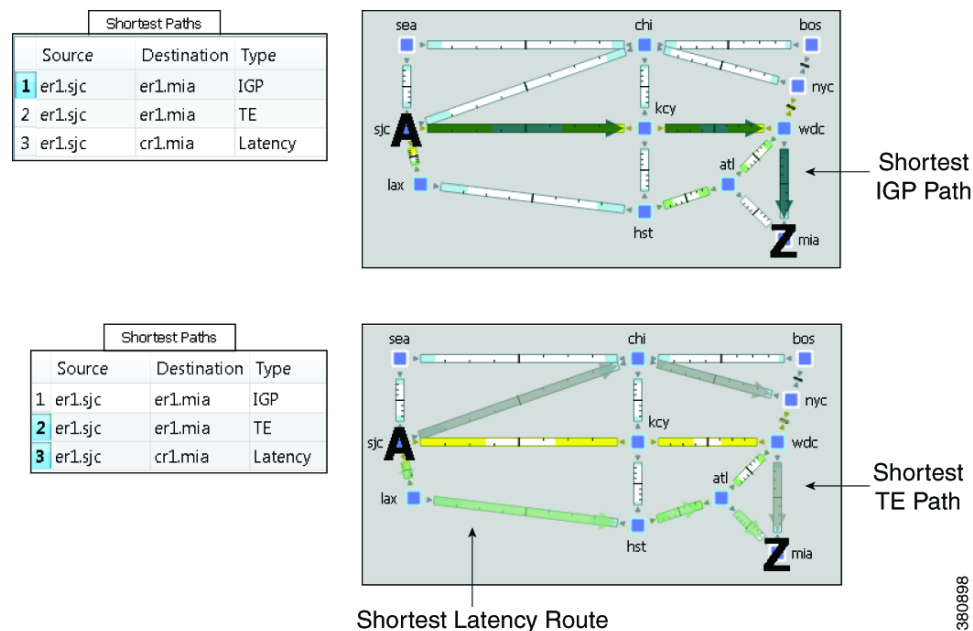 Shortest Paths
Source Destination Type
1 er1.sjc er1.mia IGP
2 er1.sjc er1.mia TE
3 er1.sjc cr1.mia Latency
sea chi bos
nyc
kcy
sjc A wdc
atl
lax
hst
Z mia
Shortest
IGP Path
Shortest Paths
Source Destination Type
1 er1.sjc er1.mia IGP
2 er1.sjc er1.mia TE
3 er1.sjc cr1.mia Latency
sea chi bos
nyc
kcy
sjc A wdc
atl
lax
hst
Z mia
Shortest
TE Path
Shortest Latency Route
380898